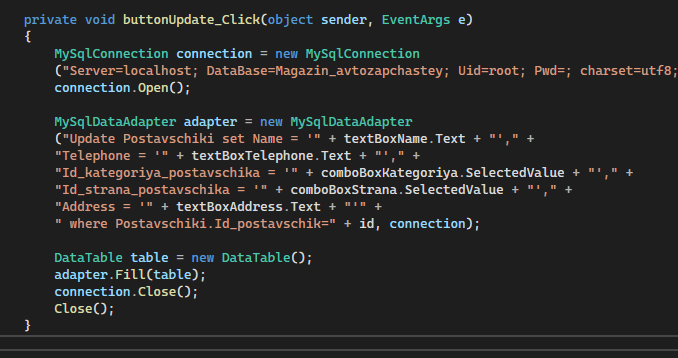 private void buttonUpdate_Click(object sender, EventArgs e)
{
MySqlConnection connection = new MySqlConnection
("Server=localhost; DataBase=Magazin_avtozapchastey; Uid=root; Pwd=; charset=utf8;
connection.Open();
MySqlDataAdapter adapter = new MySqlDataAdapter
("Update Postavschiki set Name = '" + textBoxName.Text + "'," +
"Telephone = '" + textBoxTelephone.Text + "'," +
"Id_kategoriya_postavschika = '" + comboBoxKategoriya.SelectedValue + "'," +
"Id_strana_postavschika = '" + comboBoxStrana.SelectedValue + "'," +
"Address = '" + textBoxAddress.Text + "'" +
" where Postavschiki.Id_postavschik=" + id, connection);
DataTable table = new DataTable();
adapter.Fill(table);
connection.Close();
Close();
}